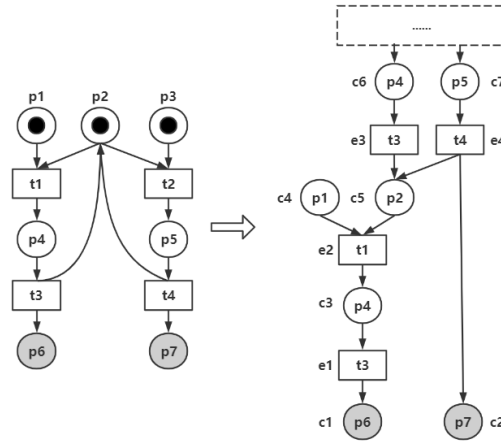 ......
c6 p4 p5 c7
p1 p2 p3
e3 t3 t4 e4
t1 t2
c4 p1 c5 p2
p4 p5
e2 t1
t3 t4
c3 p4
p6 p7
e1 t3
c1 p6 p7 c2